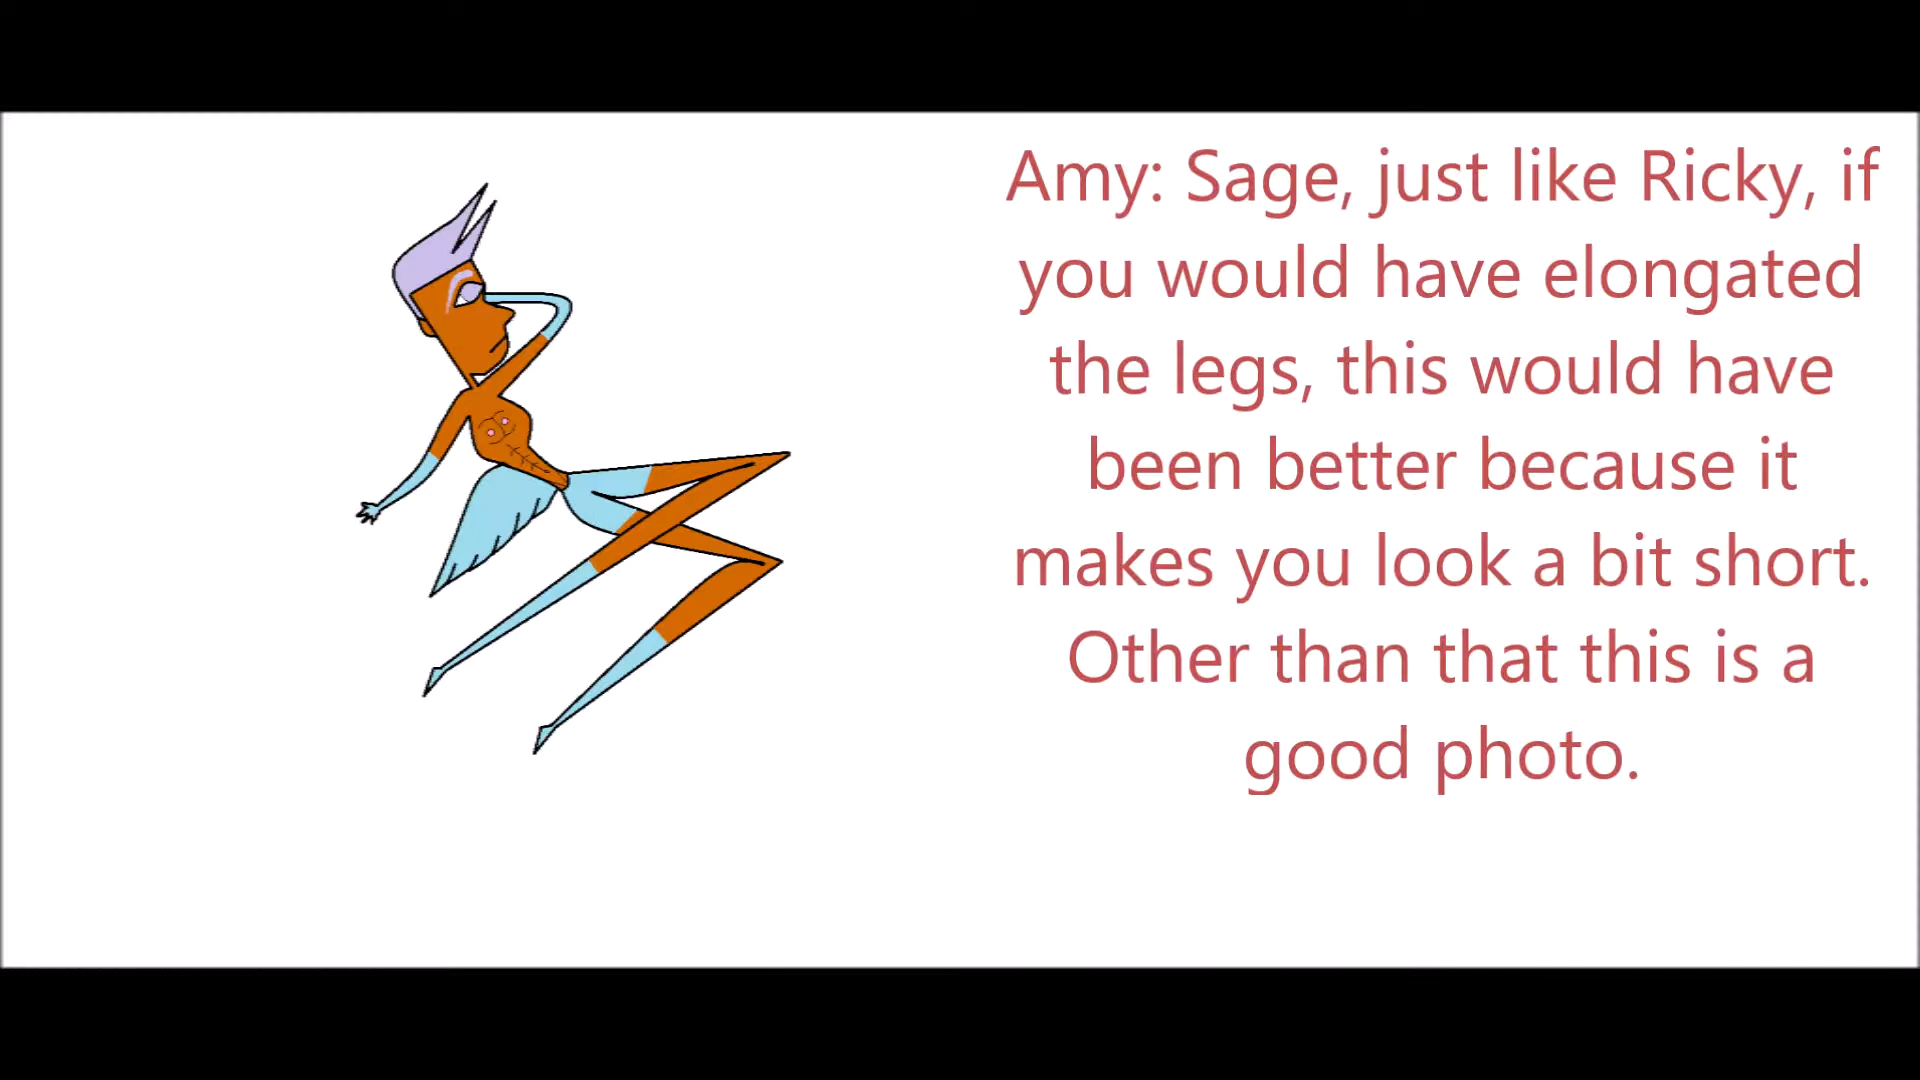 Amy: Sage, just like Ricky, if
you would have elongated
the legs, this would have
been better because it
makes you look a bit short.
Other than that this is a
good photo.